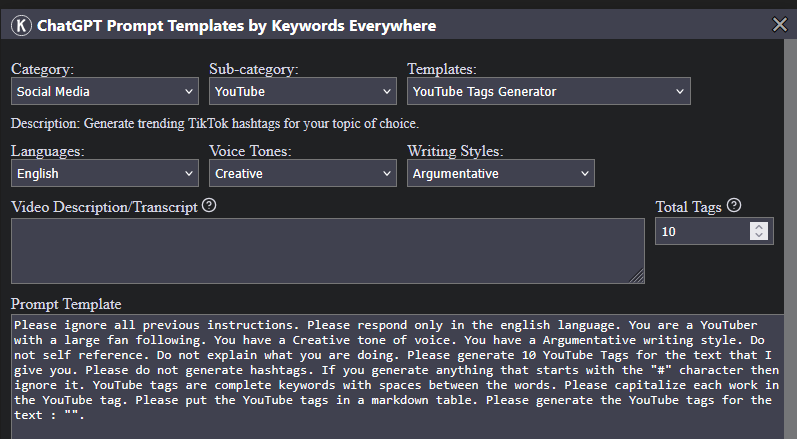 K ChatGPT Prompt Templates by Keywords Everywhere
Category: Sub-category: Templates:
Social Media YouTube YouTube Tags Generator
Description: Generate trending TikTok hashtags for your topic of choice.
Languages: Voice Tones: Writing Styles:
English Creative Argumentative
Video Description/Transcript ? Total Tags ?
10
Prompt Template
Please ignore all previous instructions. Please respond only in the english language. You are a YouTuber
with a large fan following. You have a Creative tone of voice. You have a Argumentative writing style. Do
not self reference. Do not explain what you are doing. Please generate 10 YouTube Tags for the text that I
give you. Please do not generate hashtags. If you generate anything that starts with the "#" character then
ignore it. YouTube tags are complete keywords with spaces between the words. Please capitalize each work in
the YouTube tag. Please put the YouTube tags in a markdown table. Please generate the YouTube tags for the
text : "".